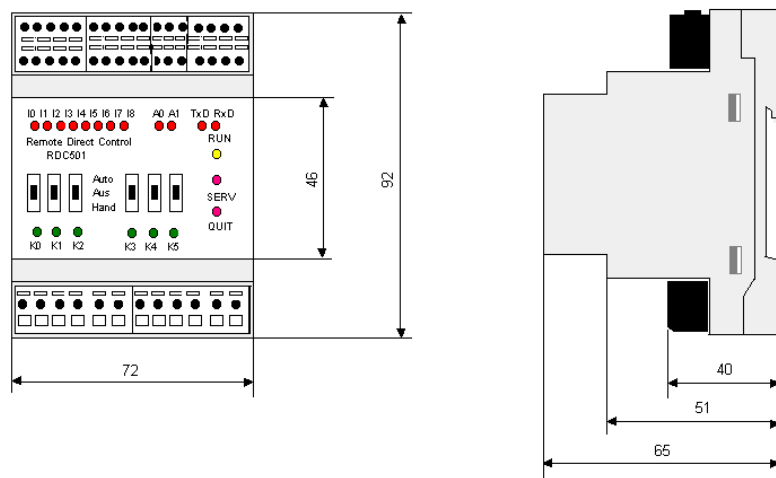 I0 I1 I2 I3 I4 I5 I6 I7 I8 A0 A1 TxD RxD
RUN
Remote Direct Control
RDC501
Auto
Aus
Hand
SERV
QUIT
K0 K1 K2 K3 K4 K5
46
92
72
40
51
65